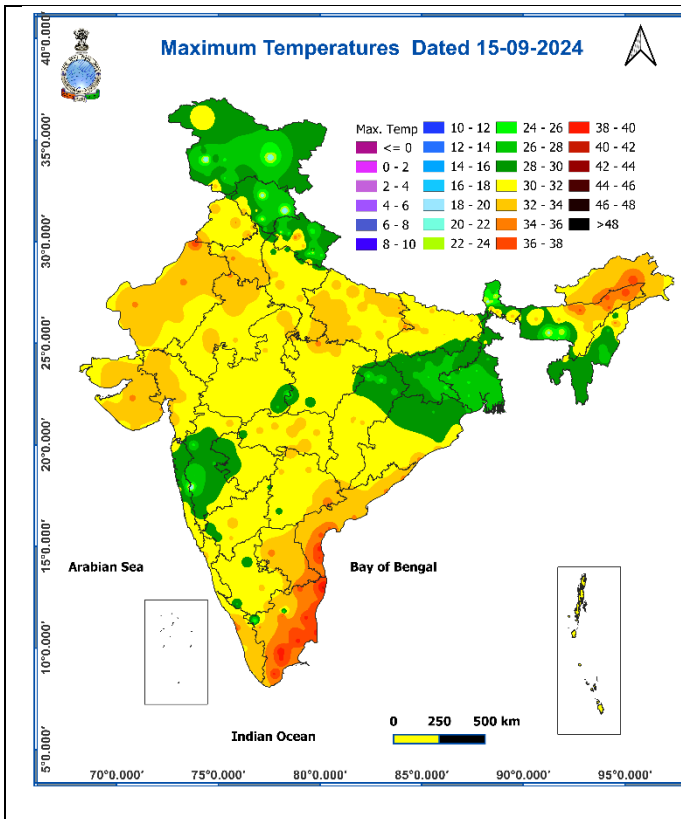 Maximum Temperatures Dated 15-09-2024
Max. Temp
<= 0
0 - 2
2 - 4
4 - 6
6 - 8
8 - 10
10 - 12
12 - 14
14 - 16
16 - 18
18 - 20
20 - 22
22 - 24
24 - 26
26 - 28
28 - 30
30 - 32
32 - 34
34 - 36
36 - 38
38 - 40
40 - 42
42 - 44
44 - 46
46 - 48
>48
40°0.000'
35°0.000'
30°0.000'
25°0.000'
20°0.000'
15°0.000'
10°0.000'
5°0.000'
Arabian Sea
Bay of Bengal
Indian Ocean
0 250 500 km
70°0.000' 75°0.000' 80°0.000' 85°0.000' 90°0.000' 95°0.000'